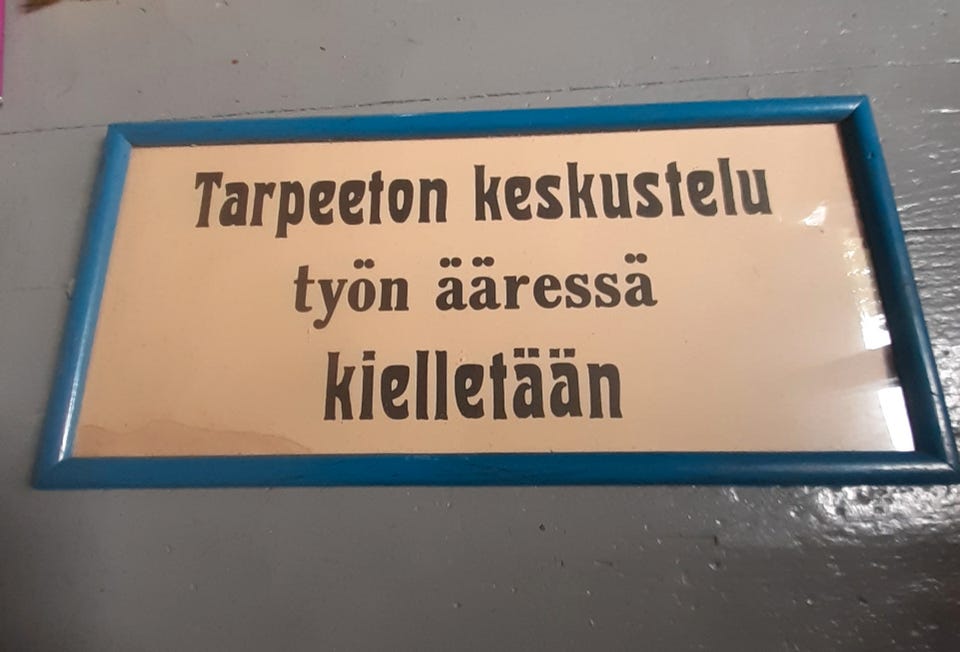 Tarpeeton keskustelu
työn ääressä
kielletään